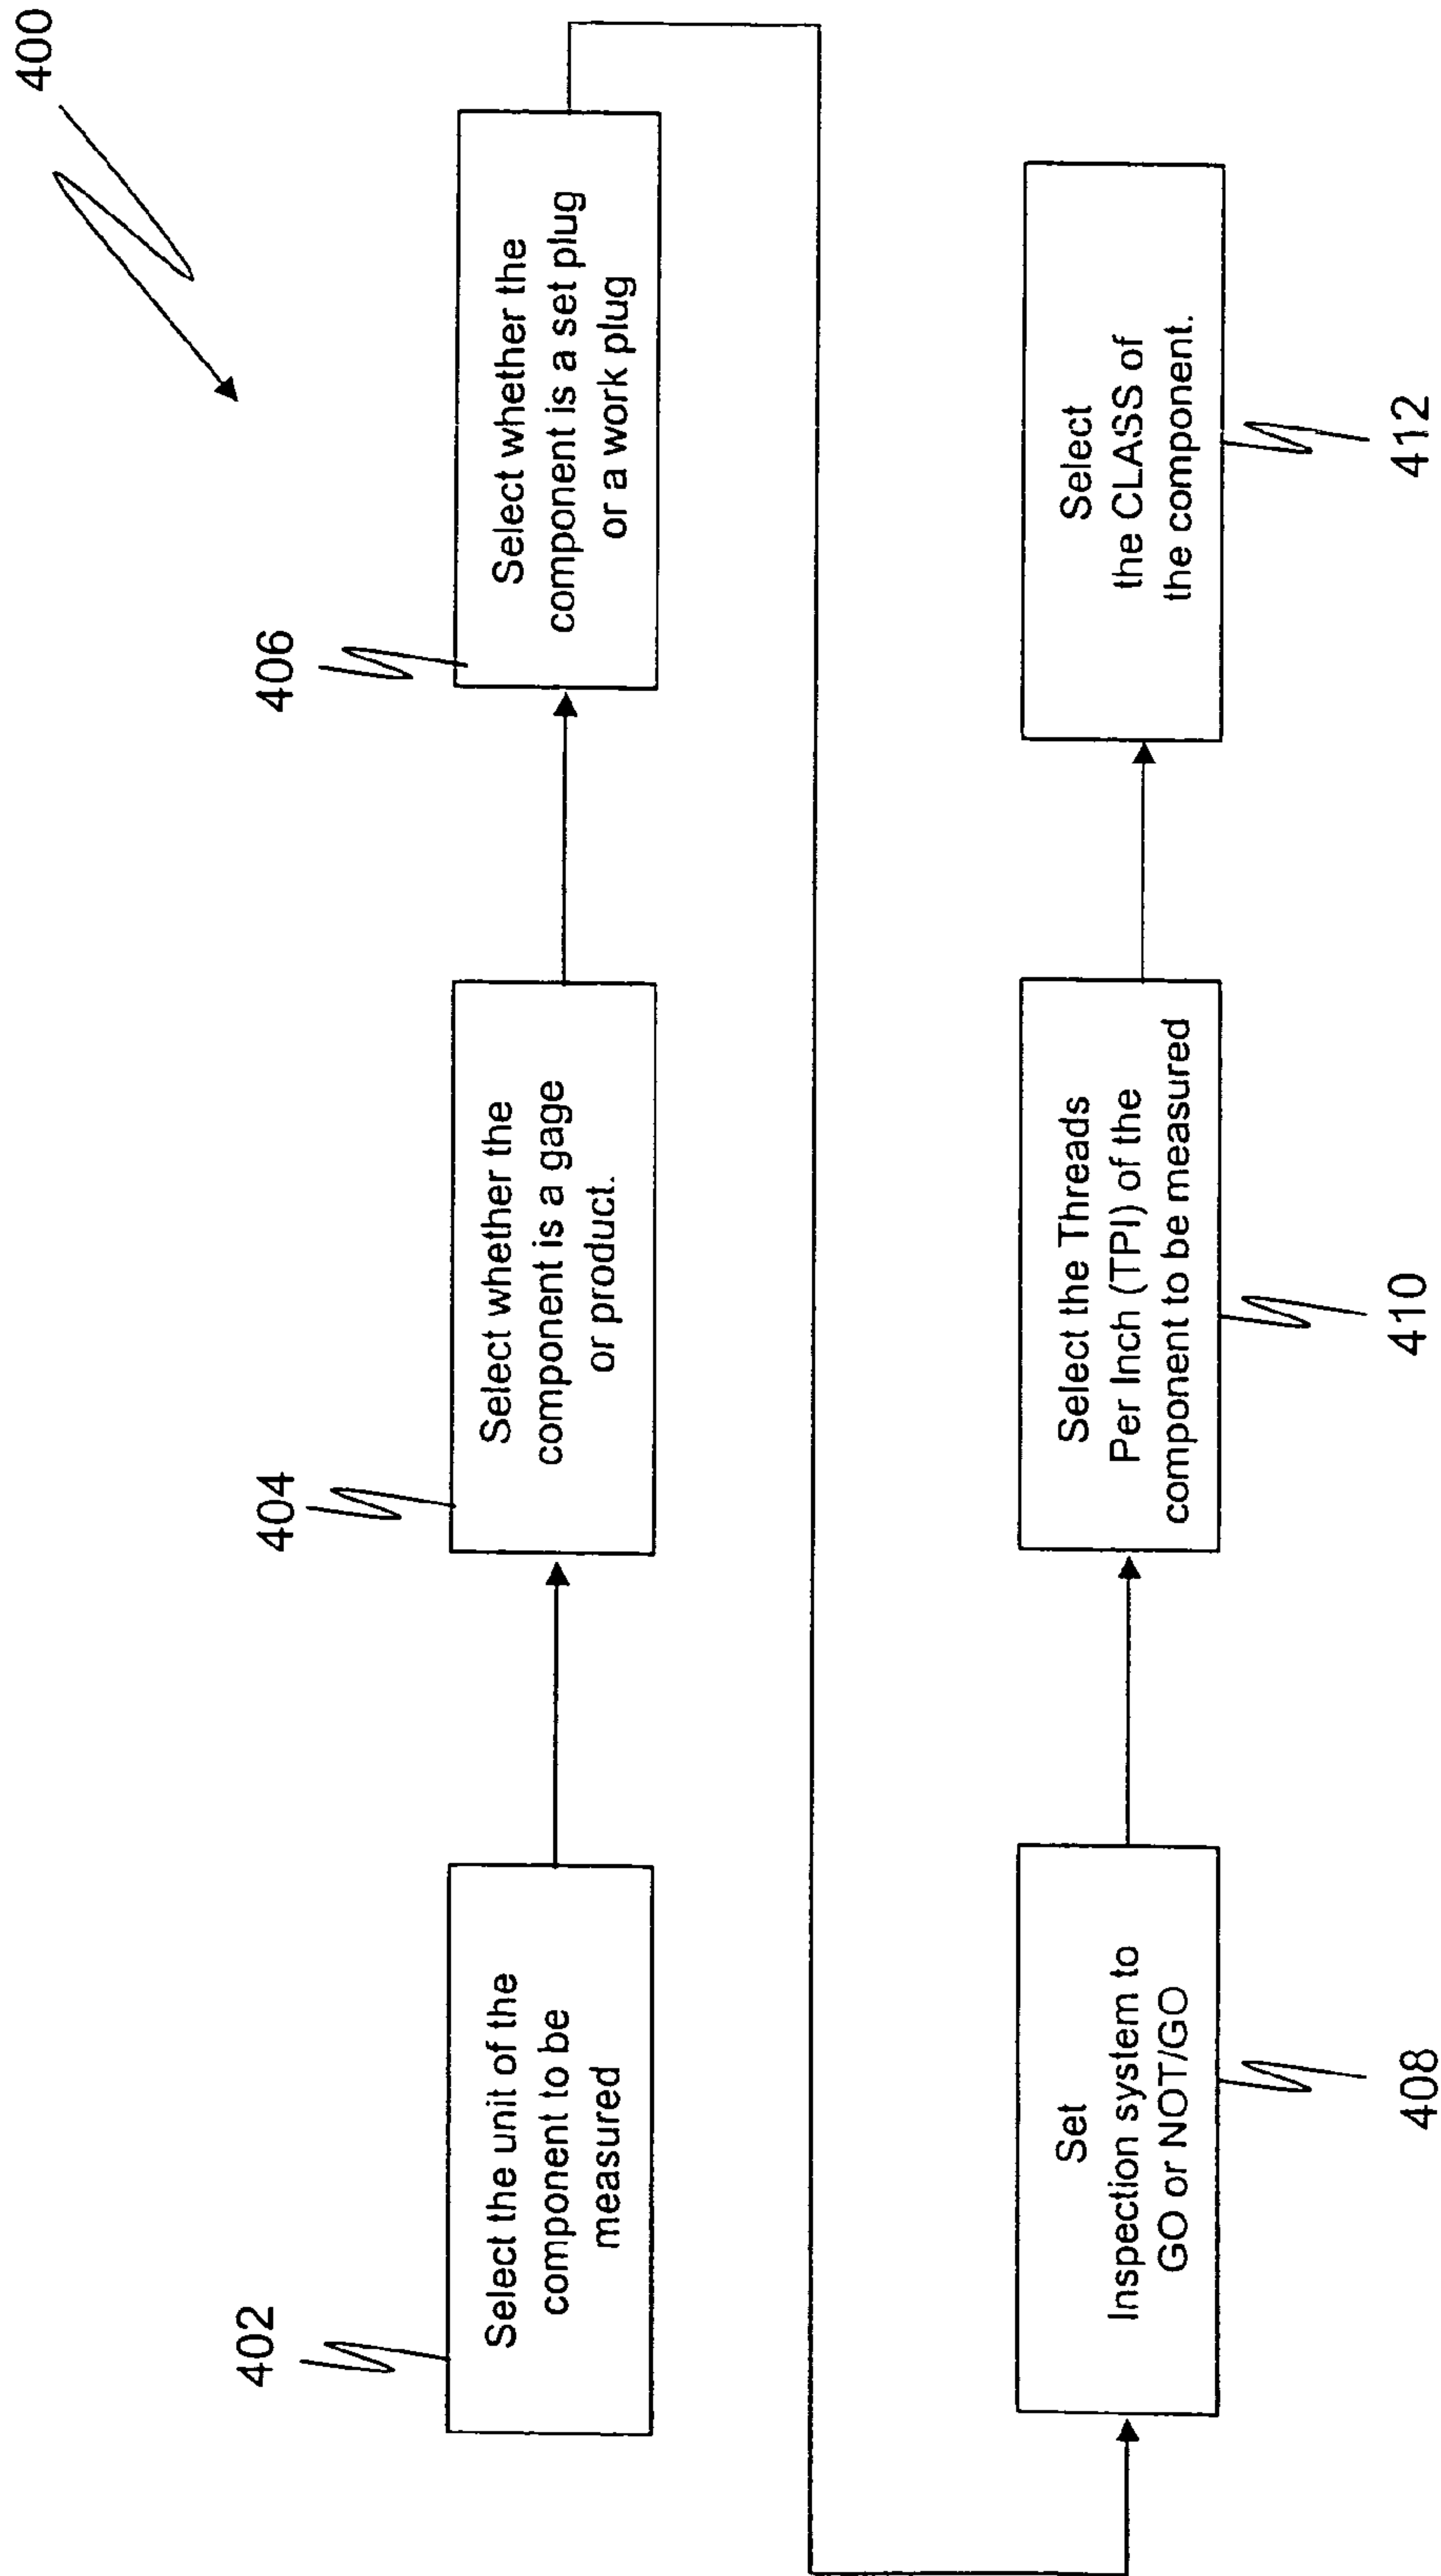 400
402
Select the unit of the
component to be
measured
404
Select whether the
component is a gage
or product.
406
Select whether the
component is a set plug
or a work plug
Set
Inspection system to
GO or NOT/GO
408
Select the Threads
Per Inch (TPI) of the
component to be measured
410
Select
the CLASS of
the component.
412